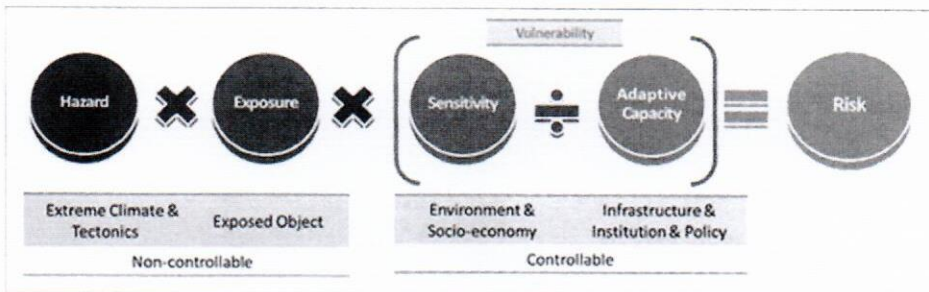 Vulnerability
Hazard
Exposure
Sensitivity
Adaptive
Capacity
Risk
Extreme Climate &
Tectonics
Exposed Object
Environment &
Socio-economy
Infrastructure &
Institution & Policy
Non-controllable
Controllable